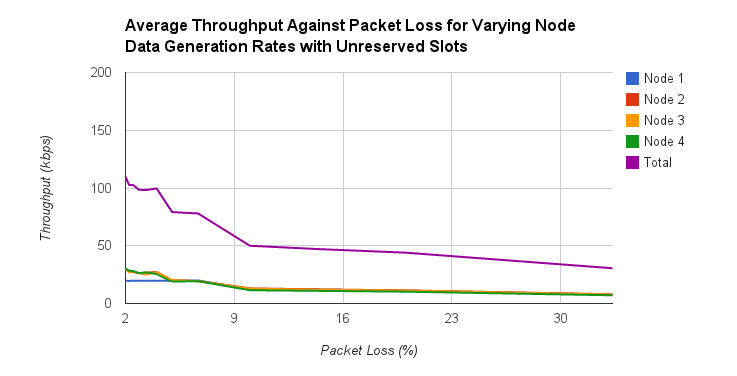 Average Throughput Against Packet Loss for Varying Node
Data Generation Rates with Unreserved Slots
Throughput (kbps)
200
150
100
50
0
2
9
16
23
30
Packet Loss (%)
Node 1
Node 2
Node 3
Node 4
Total